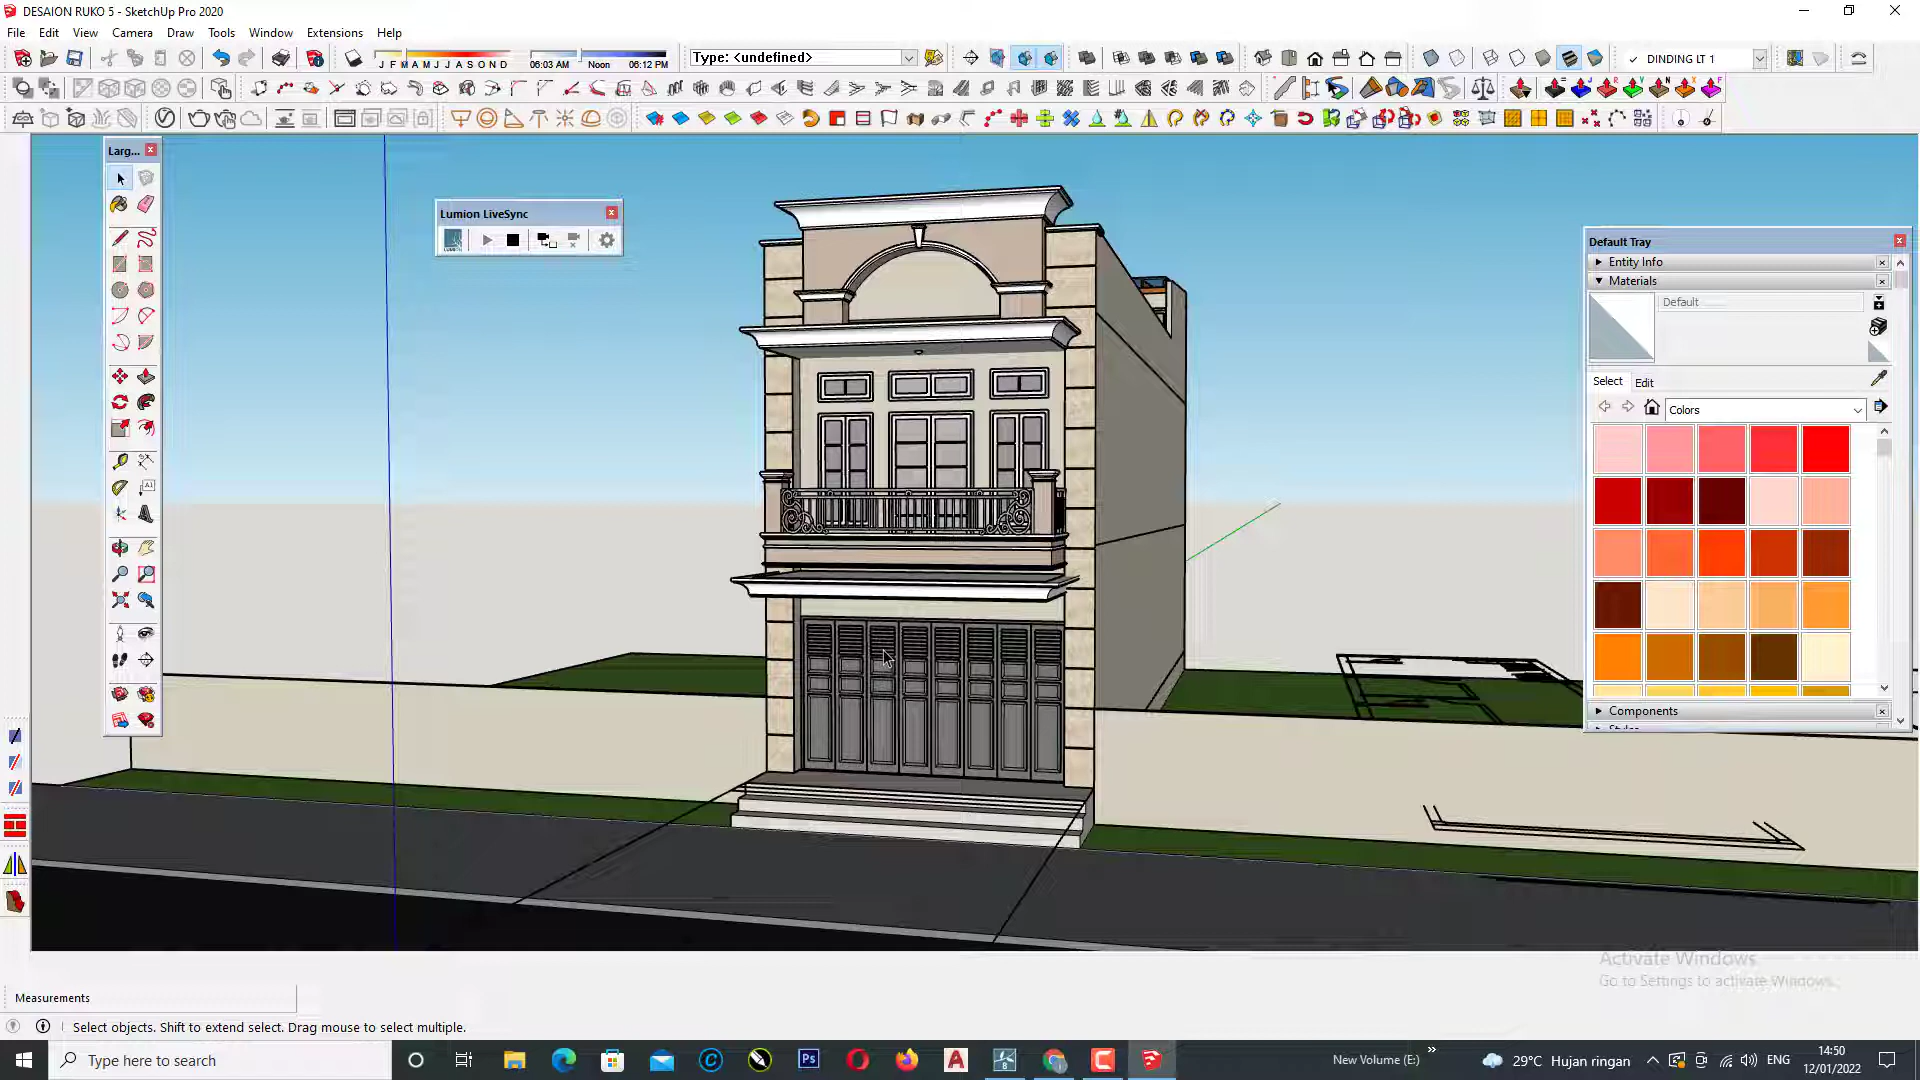 DESAION RUKO 5 - SketchUp Pro 2020
File Edit View Camera Draw Tools Window Extensions Help
J F M A M J J A S O N D
06:03 AM Noon 06:12 PM
Type: <undefined>
DINDING LT 1
Larg...
Lumion LiveSync
Default Tray
Entity Info
Materials
Default
Select Edit
Colors
Components
Activate Windows
Go to Settings to activate Windows.
Measurements
Select objects. Shift to extend select. Drag mouse to select multiple.
Type here to search
New Volume (E:)
29°C Hujan ringan
ENG
14:50
12/01/2022